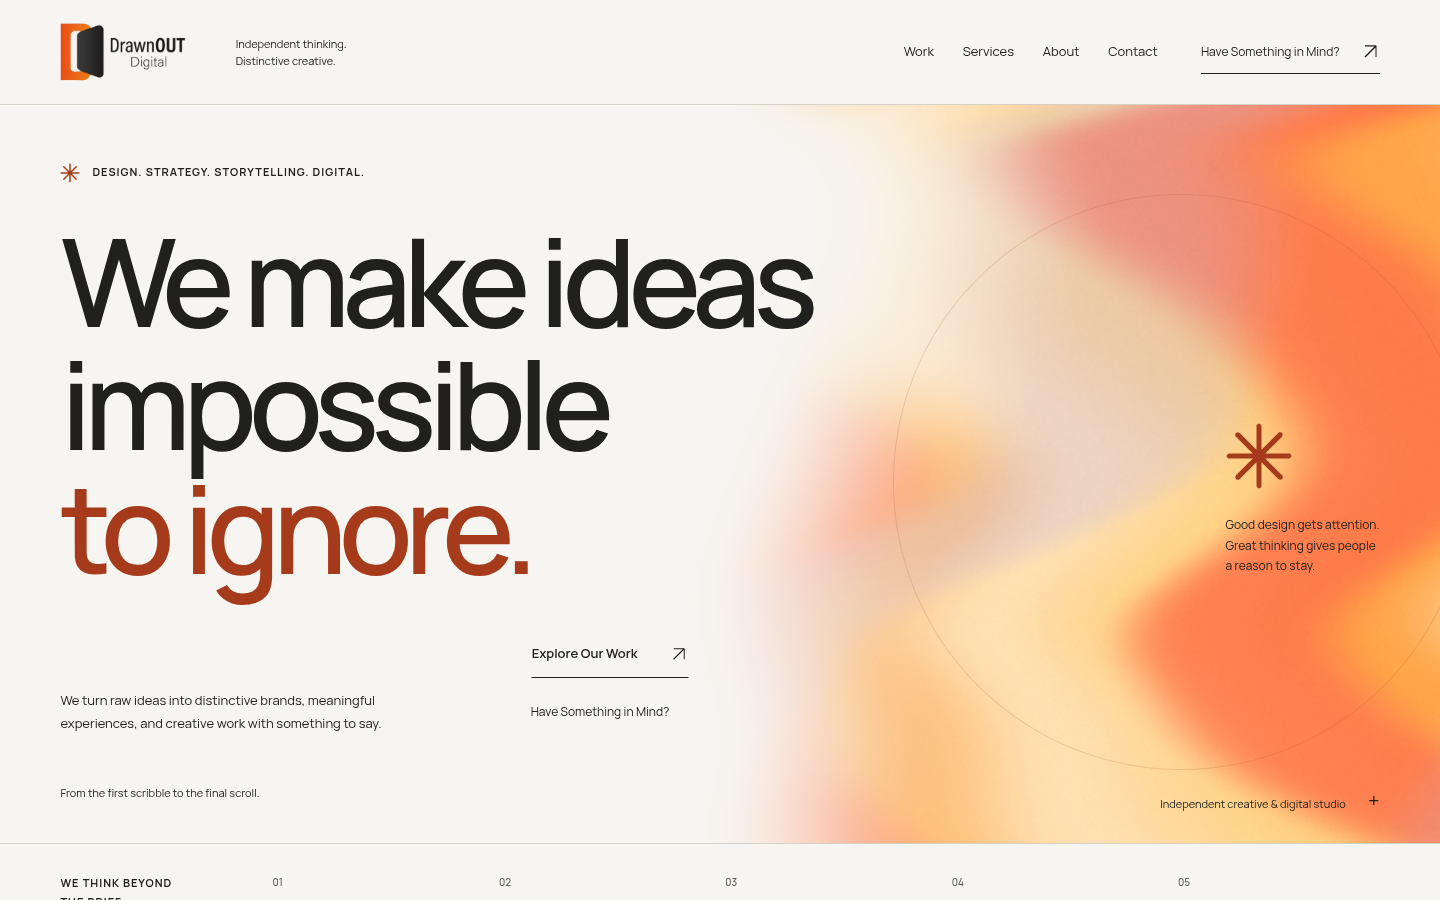 DrawnOUT
Digital
Independent thinking.
Distinctive creative.
Work
Services
About
Contact
Have Something in Mind?
DESIGN. STRATEGY. STORYTELLING. DIGITAL.
We make ideas
impossible
to ignore.
Good design gets attention.
Great thinking gives people
a reason to stay.
Explore Our Work
We turn raw ideas into distinctive brands, meaningful
experiences, and creative work with something to say.
Have Something in Mind?
From the first scribble to the final scroll.
Independent creative & digital studio +
WE THINK BEYOND
THE BRIEF
01
02
03
04
05